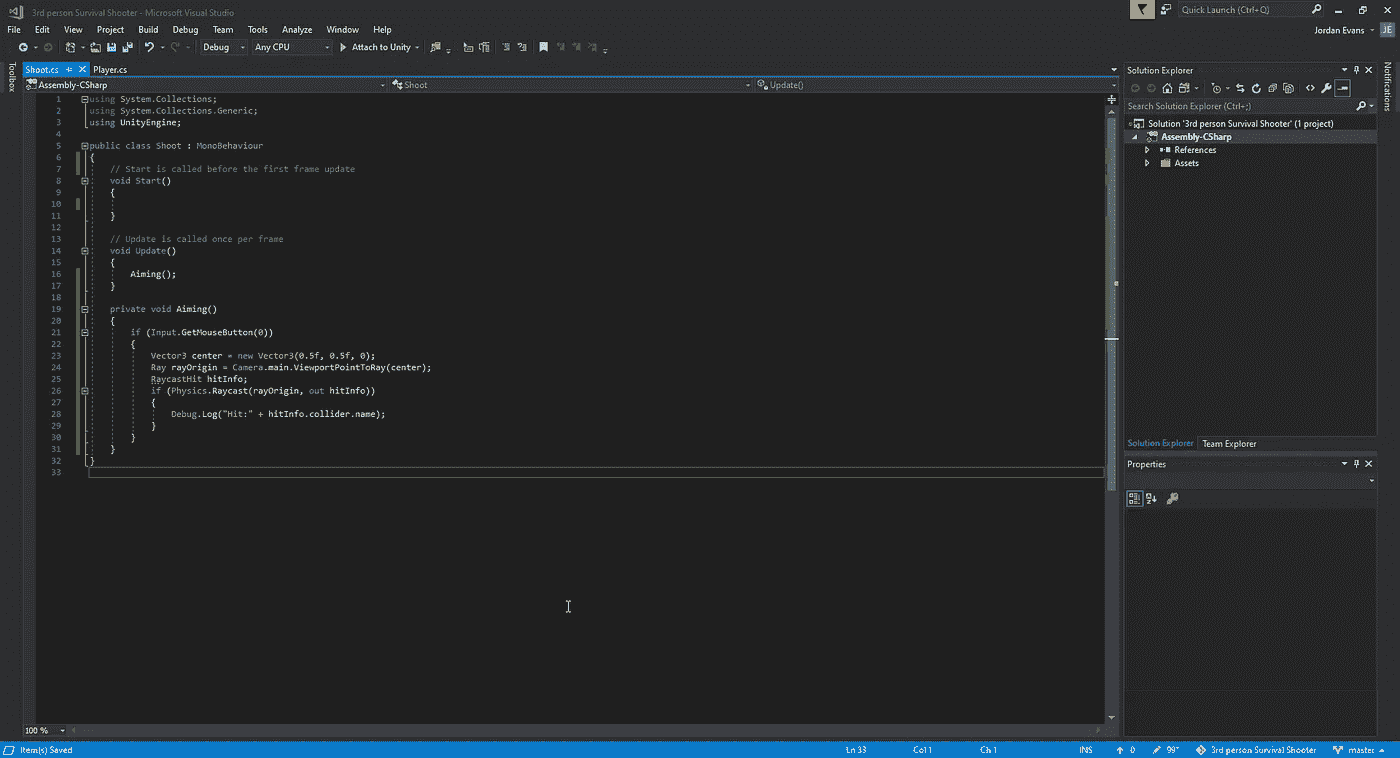 3rd person Survival Shooter - Microsoft Visual Studio
Quick Launch (Ctrl+Q)
File Edit View Project Build Debug Team Tools Analyze Window Help
Jordan Evans JE
Debug Any CPU Attach to Unity
Toolbox
Shoot.cs Player.cs
Assembly-CSharp Shoot Update()
1 using System.Collections;
2 using System.Collections.Generic;
3 using UnityEngine;
4
5 public class Shoot : MonoBehaviour
6 {
7 // Start is called before the first frame update
8 void Start()
9 {
10
11 }
12
13 // Update is called once per frame
14 void Update()
15 {
16 Aiming();
17 }
18
19 private void Aiming()
20 {
21 if (Input.GetMouseButton(0))
22 {
23 Vector3 center = new Vector3(0.5f, 0.5f, 0);
24 Ray rayOrigin = Camera.main.ViewportPointToRay(center);
25 RaycastHit hitInfo;
26 if (Physics.Raycast(rayOrigin, out hitInfo))
27 {
28 Debug.Log("Hit:" + hitInfo.collider.name);
29 }
30 }
31 }
32 }
33
100 %
Solution Explorer
Search Solution Explorer (Ctrl+;)
Solution '3rd person Survival Shooter' (1 project)
Assembly-CSharp
References
Assets
Solution Explorer Team Explorer
Properties
Notifications
Item(s) Saved Ln 33 Col 1 Ch 1 INS 0 99* 3rd person Survival Shooter master